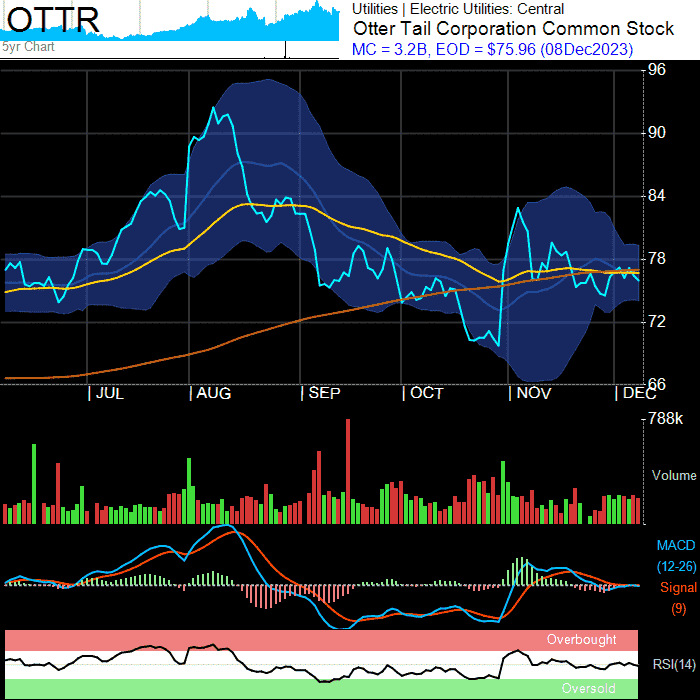 OTTR
5yr Chart
Utilities | Electric Utilities: Central
Otter Tail Corporation Common Stock
MC = 3.2B, EOD = $75.96 (08Dec2023)
96
90
84
78
72
66
JUL
AUG
SEP
OCT
NOV
DEC
788k
Volume
MACD
(12-26)
Signal
(9)
Overbought
RSI(14)
Oversold